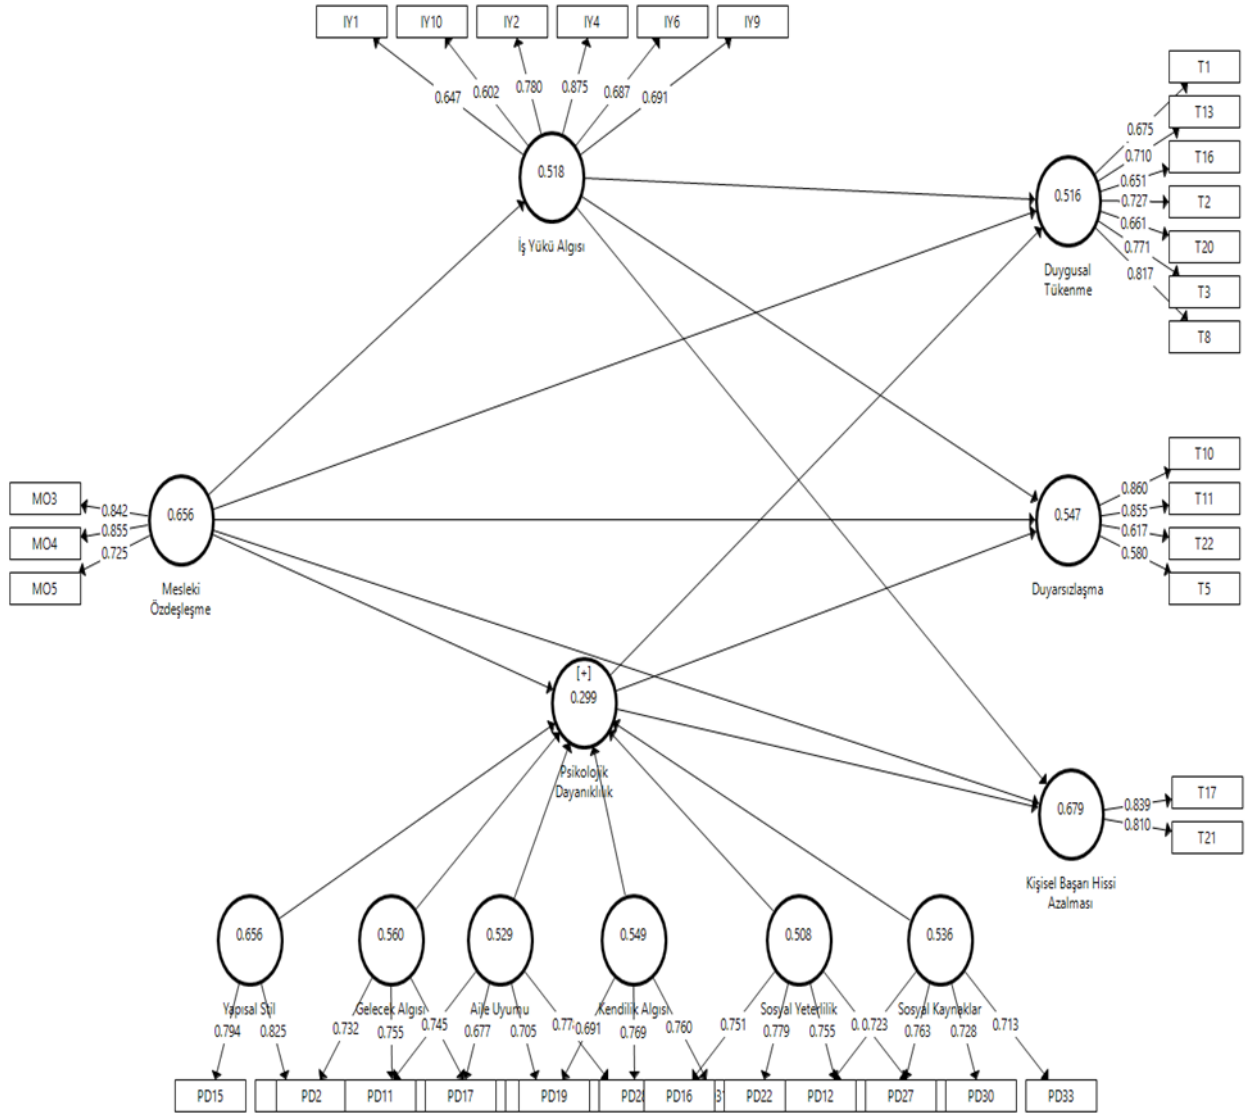 IY1 IY10 IY2 IY4 IY6 IY9
0.647 0.602 0.780 0.875 0.687 0.691
0.518
İş Yükü Algısı
T1
T13
T16
T2
T20
T3
T8
0.675
0.710
0.651
0.727
0.661
0.771
0.817
0.516
Duygusal
Tükenme
MO3
MO4
MO5
0.842
0.855
0.725
0.656
Mesleki
Özdeşleşme
T10
T11
T22
T5
0.860
0.855
0.617
0.580
0.547
Duyarsızlaşma
[+]
0.299
Psikolojik
Dayanıklılık
T17
T21
0.839
0.810
0.679
Kişisel Başarı Hissi
Azalması
0.656 0.560 0.529 0.549 0.508 0.536
Yapısal Stil Gelecek Algısı Aile Uyumu Kendilik Algısı Sosyal Yeterlilik Sosyal Kaynaklar
0.794 0.825 0.732 0.755 0.745 0.677 0.705 0.691 0.769 0.760 0.751 0.779 0.755 0.723 0.763 0.728 0.713
PD15 PD2 PD11 PD17 PD19 PD16 PD22 PD12 PD27 PD30 PD33